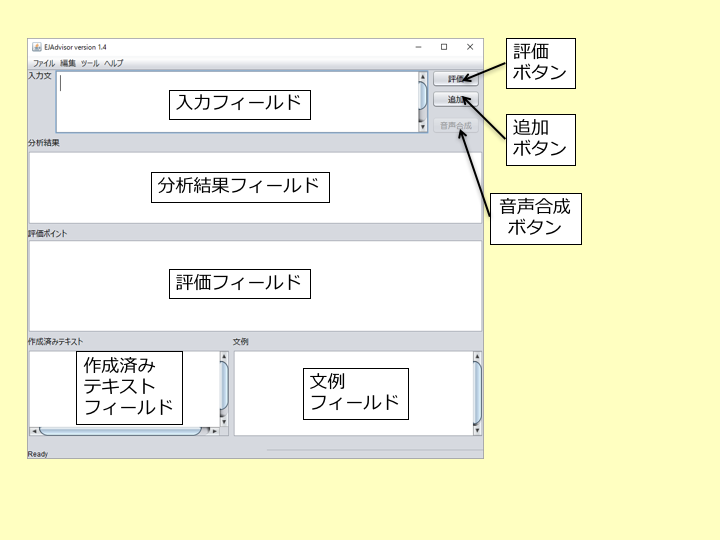 EJAdvisor version 1.4
ファイル 編集 ツール ヘルプ
入力文
入力フィールド
評価
追加
音声合成
評価
ボタン
追加
ボタン
音声合成
ボタン
分析結果
分析結果フィールド
評価ポイント
評価フィールド
作成済みテキスト
文例
作成済み
テキスト
フィールド
文例
フィールド
Ready